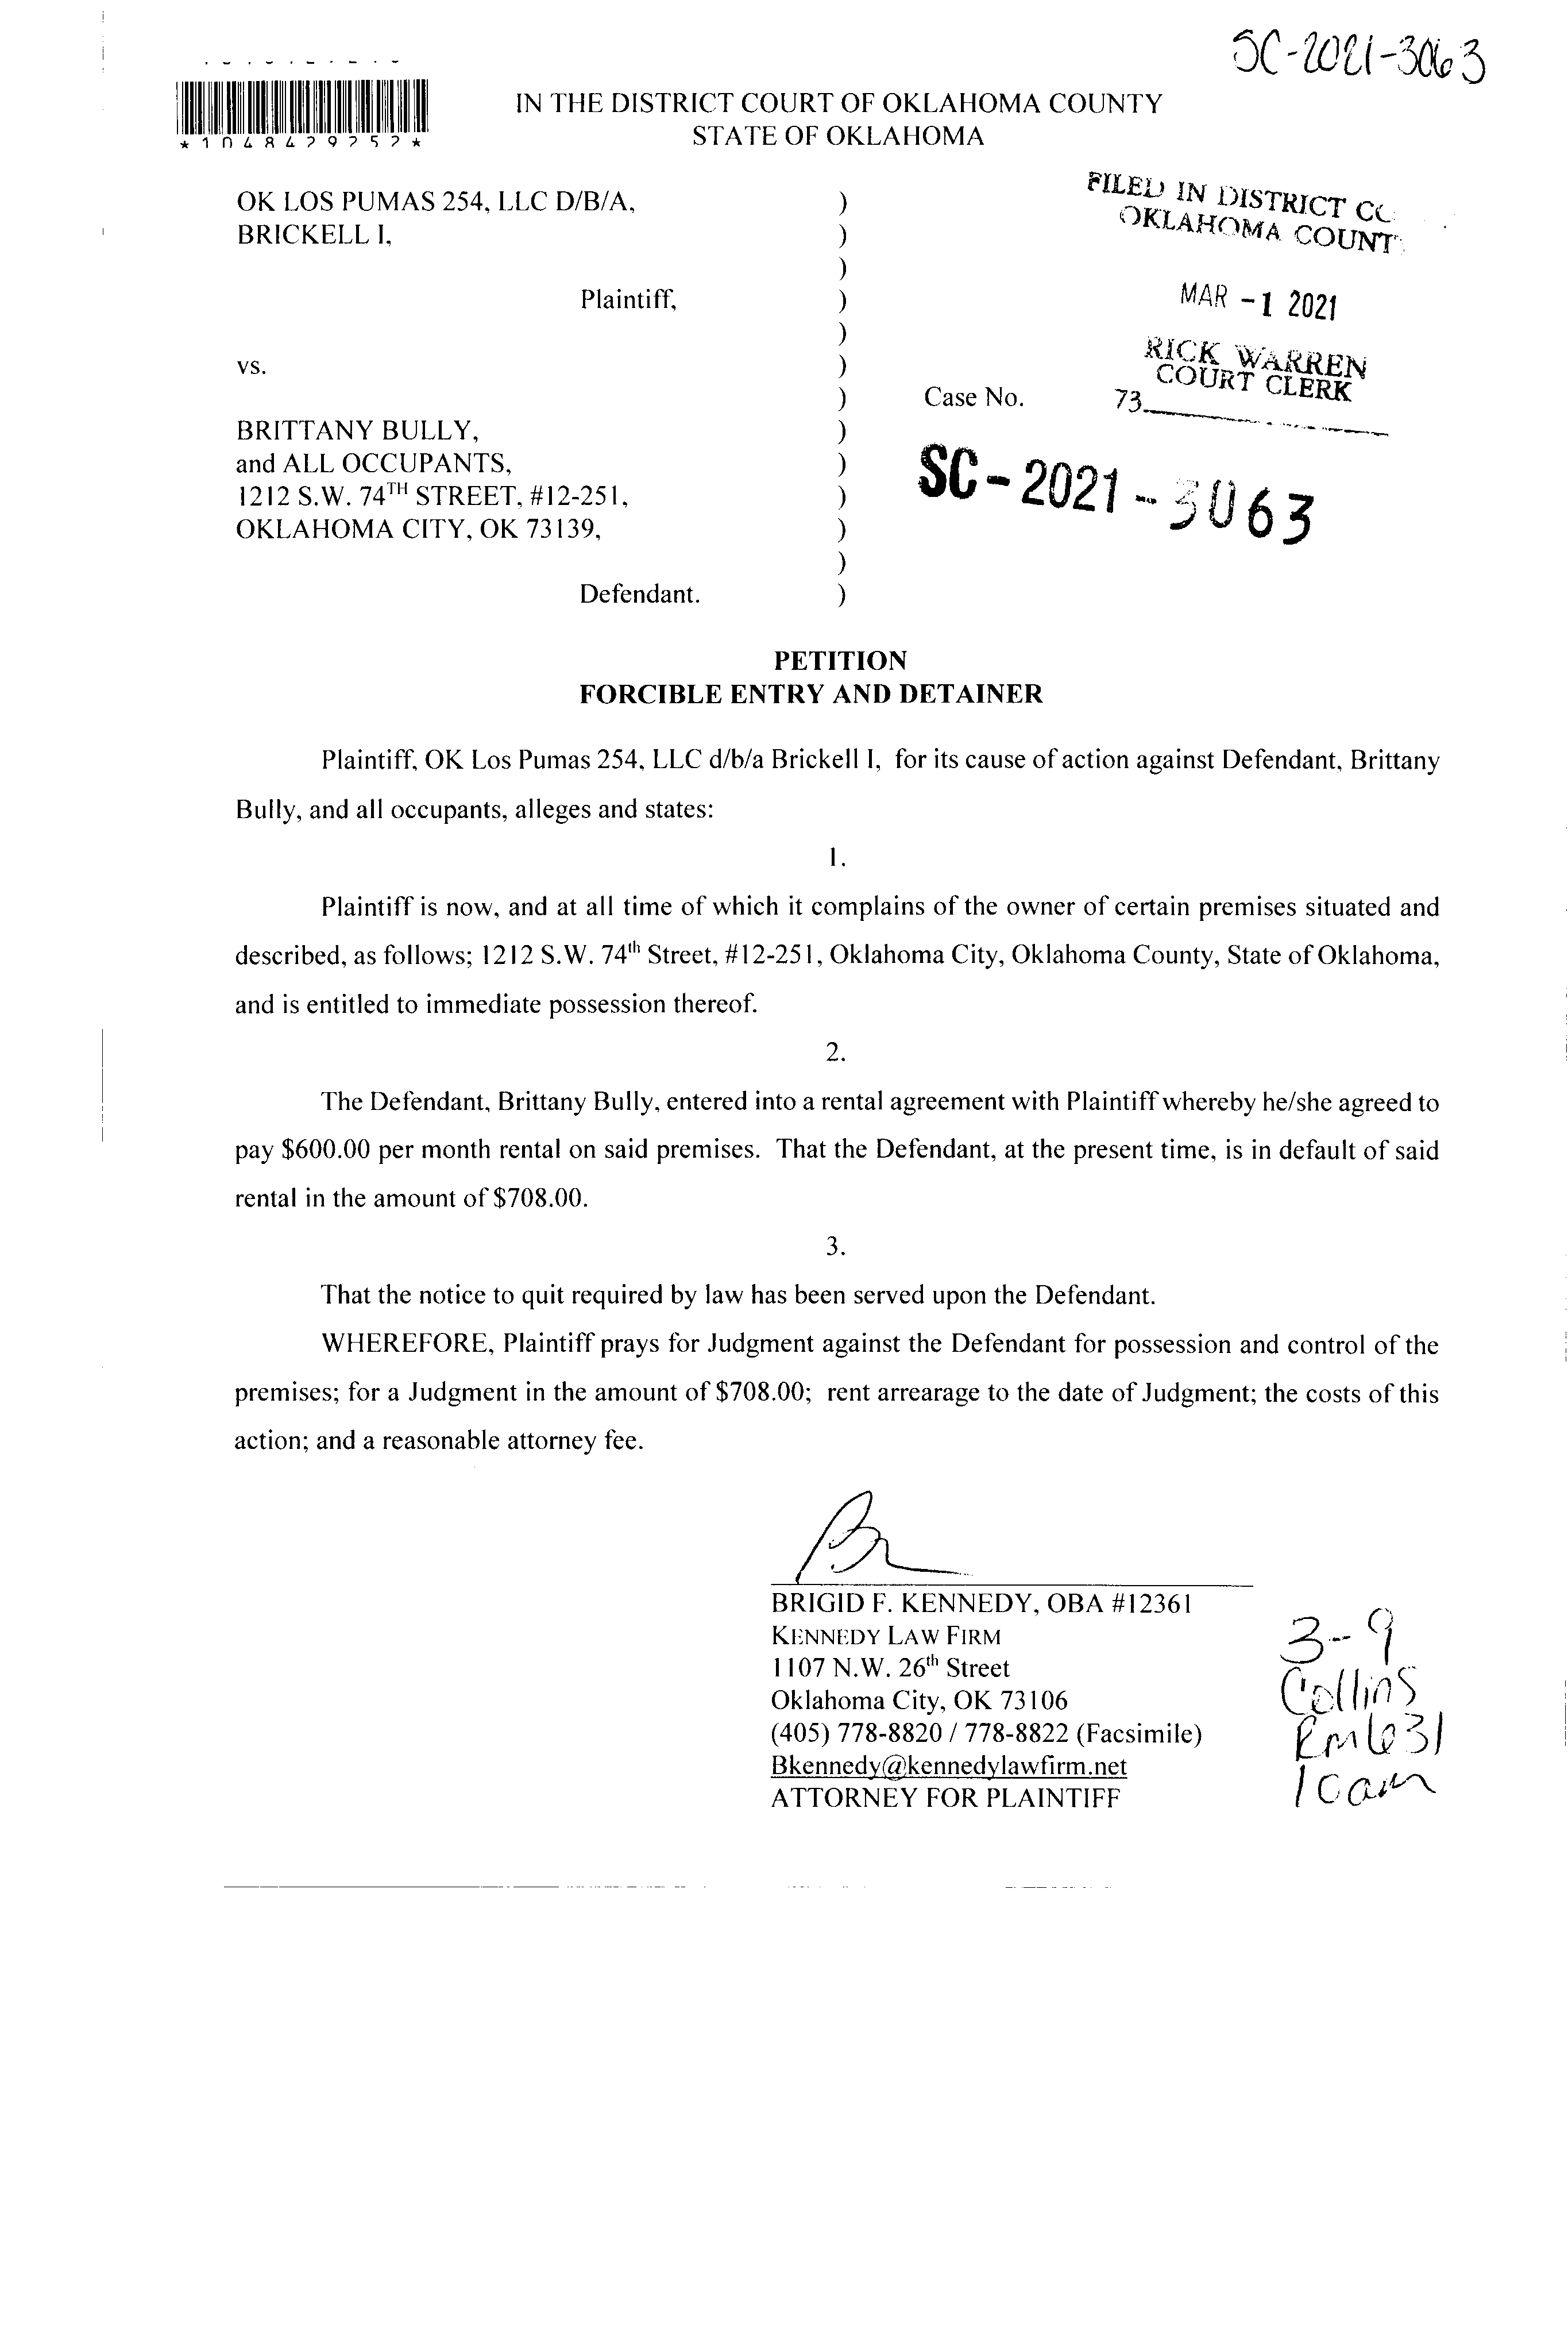 SC-2021-3063
*1048429252*
IN THE DISTRICT COURT OF OKLAHOMA COUNTY
STATE OF OKLAHOMA
FILED IN DISTRICT
OKLAHOMA COUNT
MAR -1 2021
RICK WARREN
COURT CLERK
73
OK LOS PUMAS 254, LLC D/B/A, )
BRICKELL I, )
)
Plaintiff, )
)
vs. )
) Case No.
BRITTANY BULLY, )
and ALL OCCUPANTS, ) SC-2021-3063
1212 S.W. 74TH STREET, #12-251, )
OKLAHOMA CITY, OK 73139, )
)
Defendant. )
PETITION
FORCIBLE ENTRY AND DETAINER
Plaintiff, OK Los Pumas 254, LLC d/b/a Brickell I, for its cause of action against Defendant, Brittany
Bully, and all occupants, alleges and states:
1.
Plaintiff is now, and at all time of which it complains of the owner of certain premises situated and
described, as follows; 1212 S.W. 74th Street, #12-251, Oklahoma City, Oklahoma County, State of Oklahoma,
and is entitled to immediate possession thereof.
2.
The Defendant, Brittany Bully, entered into a rental agreement with Plaintiff whereby he/she agreed to
pay $600.00 per month rental on said premises. That the Defendant, at the present time, is in default of said
rental in the amount of $708.00.
3.
That the notice to quit required by law has been served upon the Defendant.
WHEREFORE, Plaintiff prays for Judgment against the Defendant for possession and control of the
premises; for a Judgment in the amount of $708.00; rent arrearage to the date of Judgment; the costs of this
action; and a reasonable attorney fee.
BRIGID F. KENNEDY, OBA #12361
KENNEDY LAW FIRM
1107 N.W. 26th Street
Oklahoma City, OK 73106
(405) 778-8820 / 778-8822 (Facsimile)
Bkennedy@kennedylawfirm.net
ATTORNEY FOR PLAINTIFF
3-9
Collins
Rm 631
10am